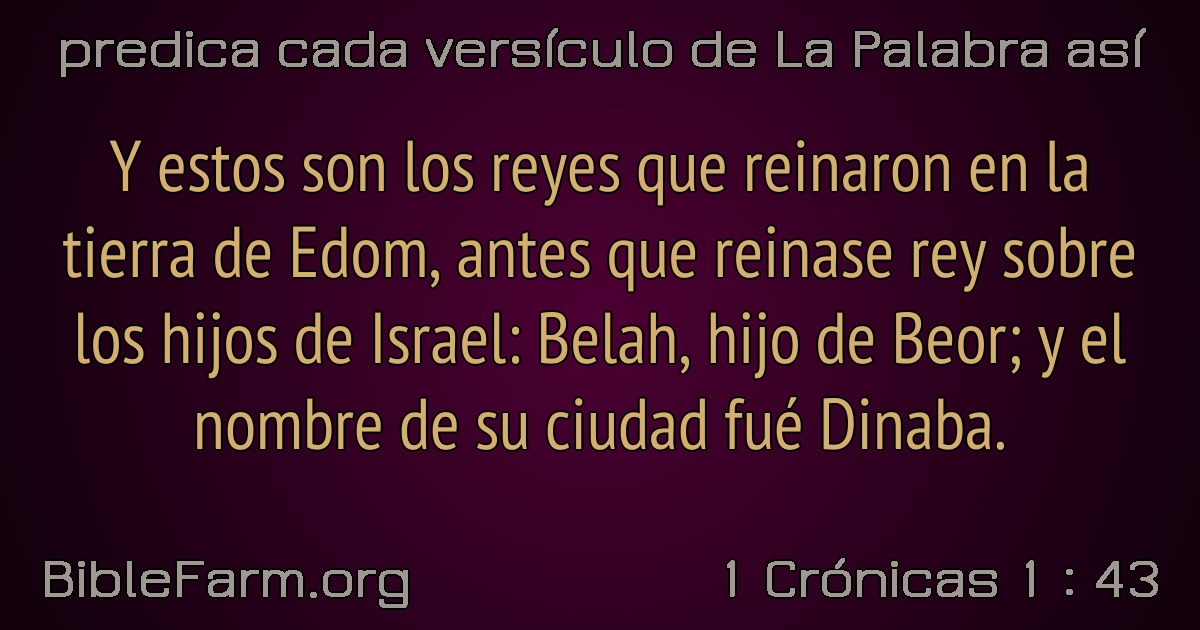 predica cada versículo de La Palabra así
Y estos son los reyes que reinaron en la
tierra de Edom, antes que reinase rey sobre
los hijos de Israel: Belah, hijo de Beor; y el
nombre de su ciudad fué Dinaba.
BibleFarm.org
1 Crónicas 1 : 43